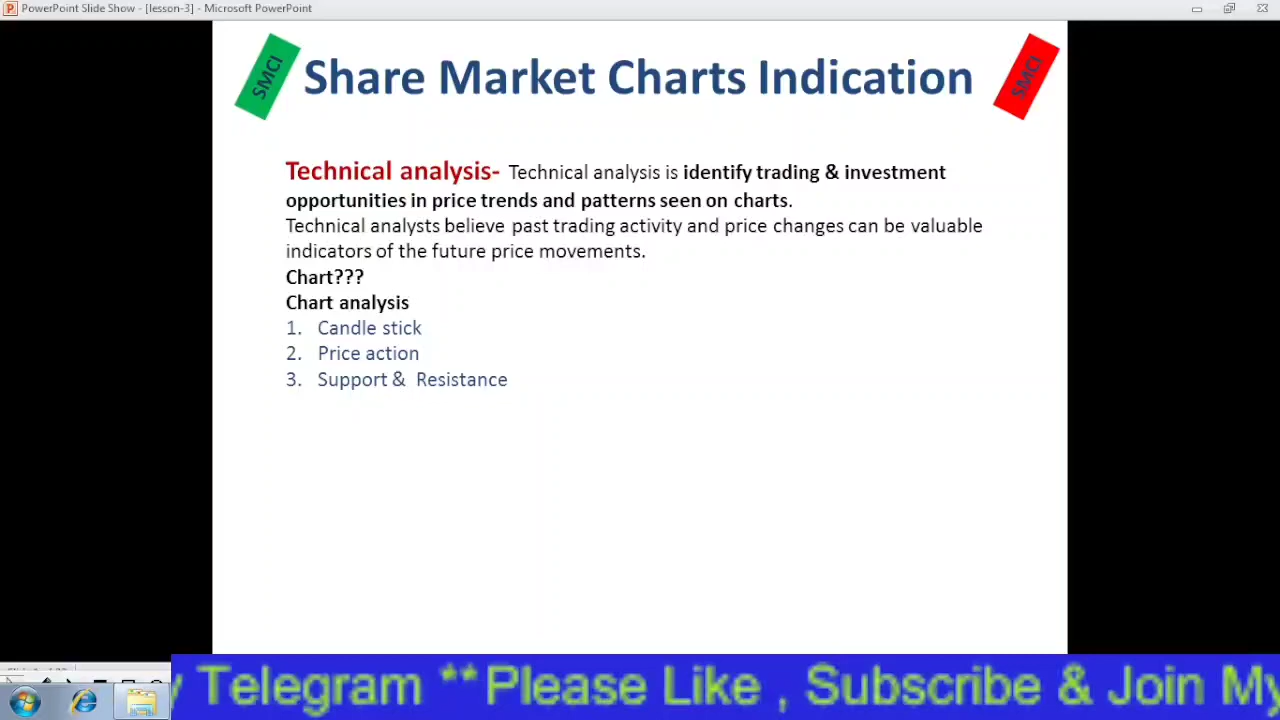 PowerPoint Slide Show - [lesson-3] - Microsoft PowerPoint
SMCI
Share Market Charts Indication
SMCI
Technical analysis- Technical analysis is identify trading & investment
opportunities in price trends and patterns seen on charts.
Technical analysts believe past trading activity and price changes can be valuable
indicators of the future price movements.
Chart???
Chart analysis
1. Candle stick
2. Price action
3. Support & Resistance
Telegram **Please Like , Subscribe & Join My